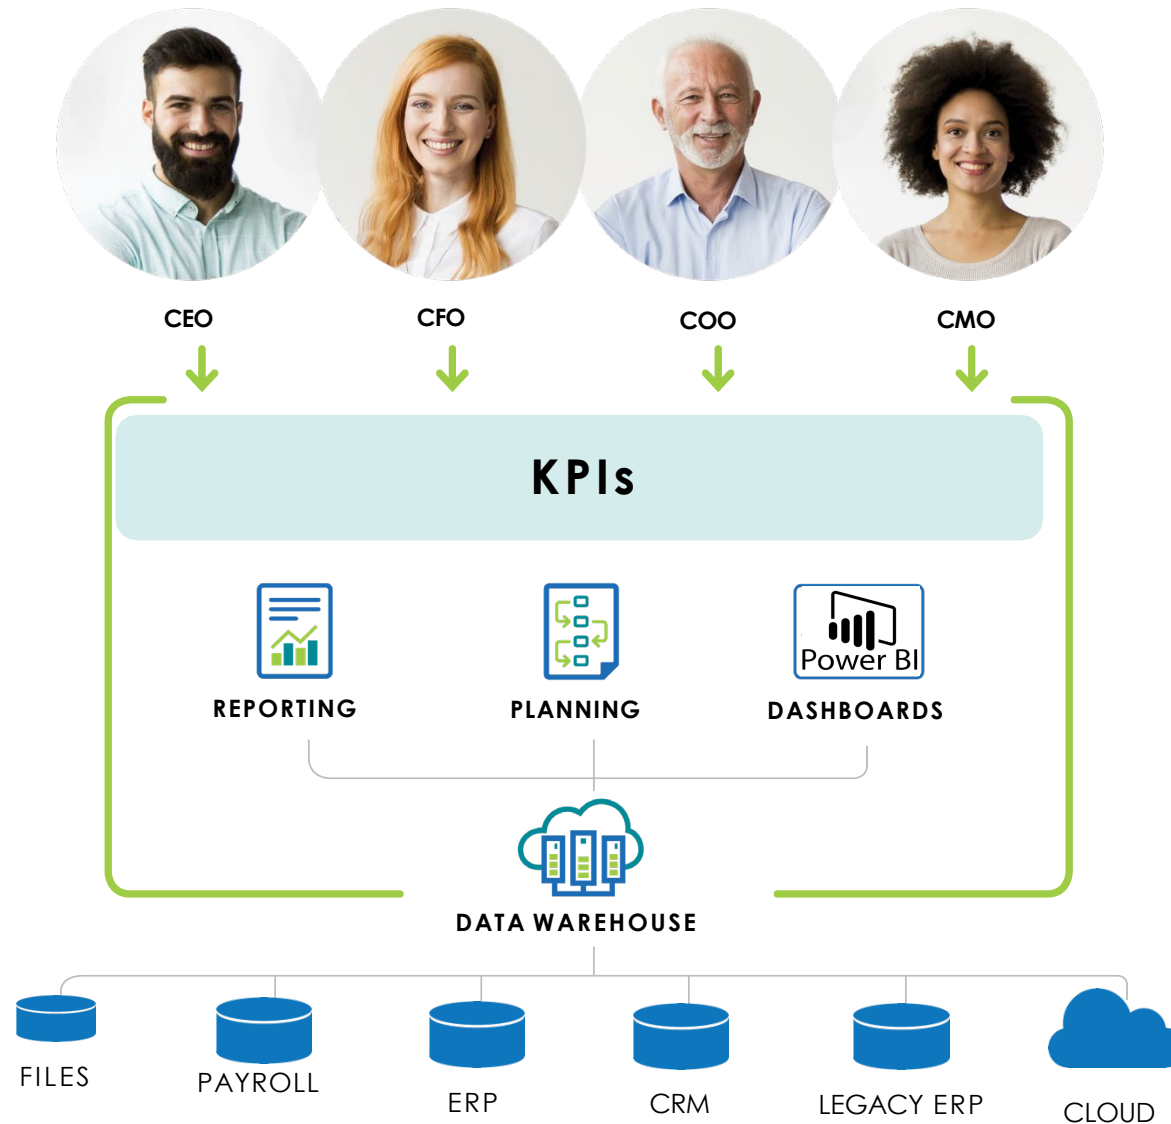 CEO
CFO
COO
CMO
KPIs
Power BI
REPORTING
PLANNING
DASHBOARDS
DATA WAREHOUSE
FILES
PAYROLL
ERP
CRM
LEGACY ERP
CLOUD